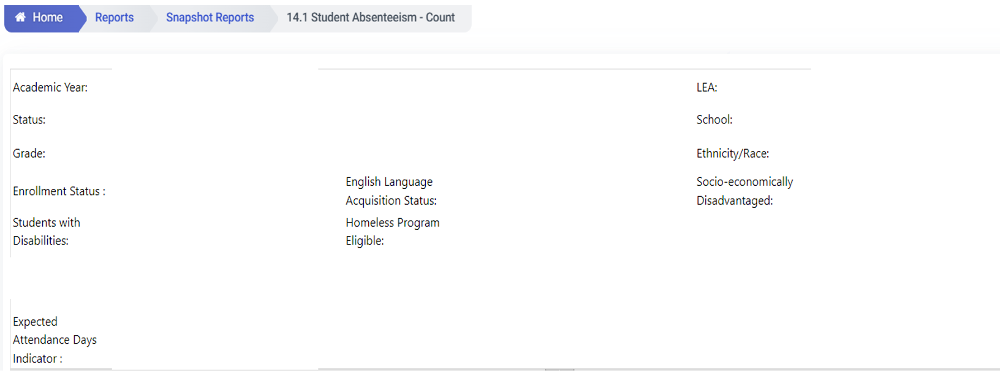 Home Reports Snapshot Reports 14.1 Student Absenteeism - Count
Academic Year: LEA:
Status: School:
Grade: Ethnicity/Race:
Enrollment Status :
English Language
Acquisition Status:
Socio-economically
Disadvantaged:
Students with
Disabilities:
Homeless Program
Eligible:
Expected
Attendance Days
Indicator :